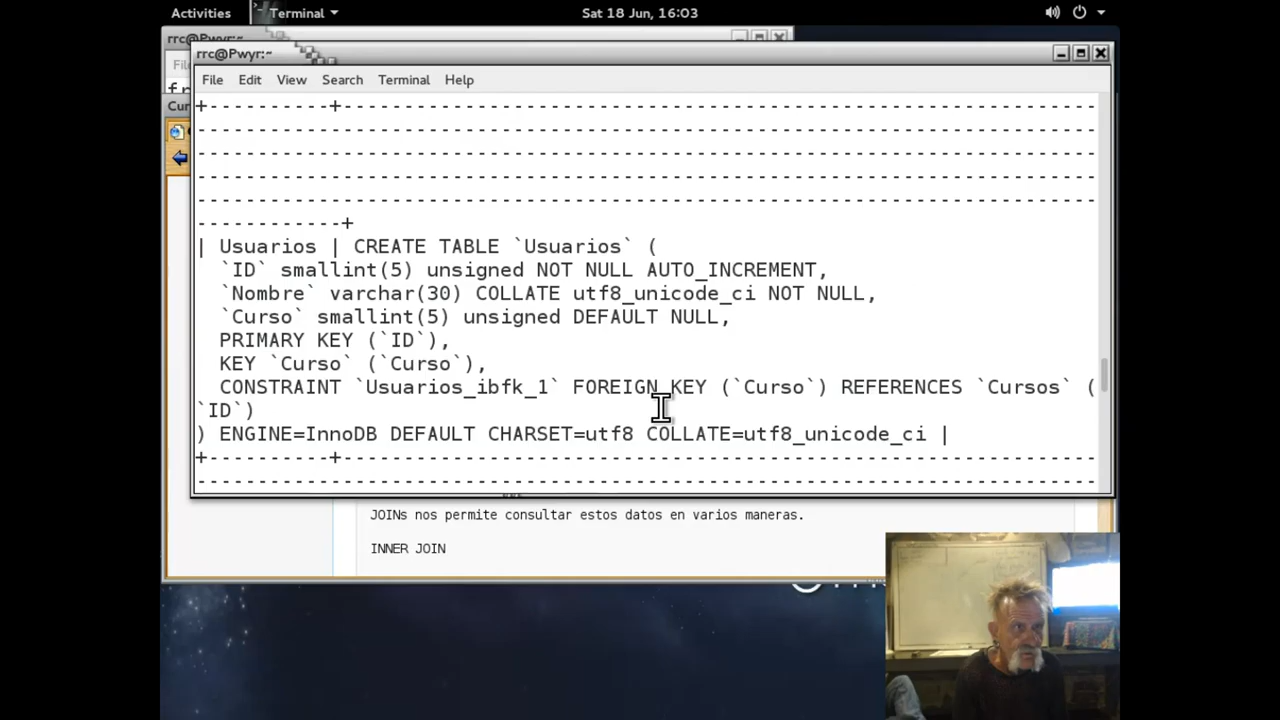 Activities Terminal Sat 18 Jun, 16:03
rrc@Pwyr:~
rrc@Pwyr:~
File Edit View Search Terminal Help
+----------+--------------------------------------------------------------
--------------------------------------------------------------------------
--------------------------------------------------------------------------
--------------------------------------------------------------------------
--------------------------------------------------------------------------
------------+
| Usuarios | CREATE TABLE `Usuarios` (
`ID` smallint(5) unsigned NOT NULL AUTO_INCREMENT,
`Nombre` varchar(30) COLLATE utf8_unicode_ci NOT NULL,
`Curso` smallint(5) unsigned DEFAULT NULL,
PRIMARY KEY (`ID`),
KEY `Curso` (`Curso`),
CONSTRAINT `Usuarios_ibfk_1` FOREIGN KEY (`Curso`) REFERENCES `Cursos` (
`ID`)
) ENGINE=InnoDB DEFAULT CHARSET=utf8 COLLATE=utf8_unicode_ci |
+----------+--------------------------------------------------------------
--------------------------------------------------------------------------
JOINs nos permite consultar estos datos en varios maneras.
INNER JOIN